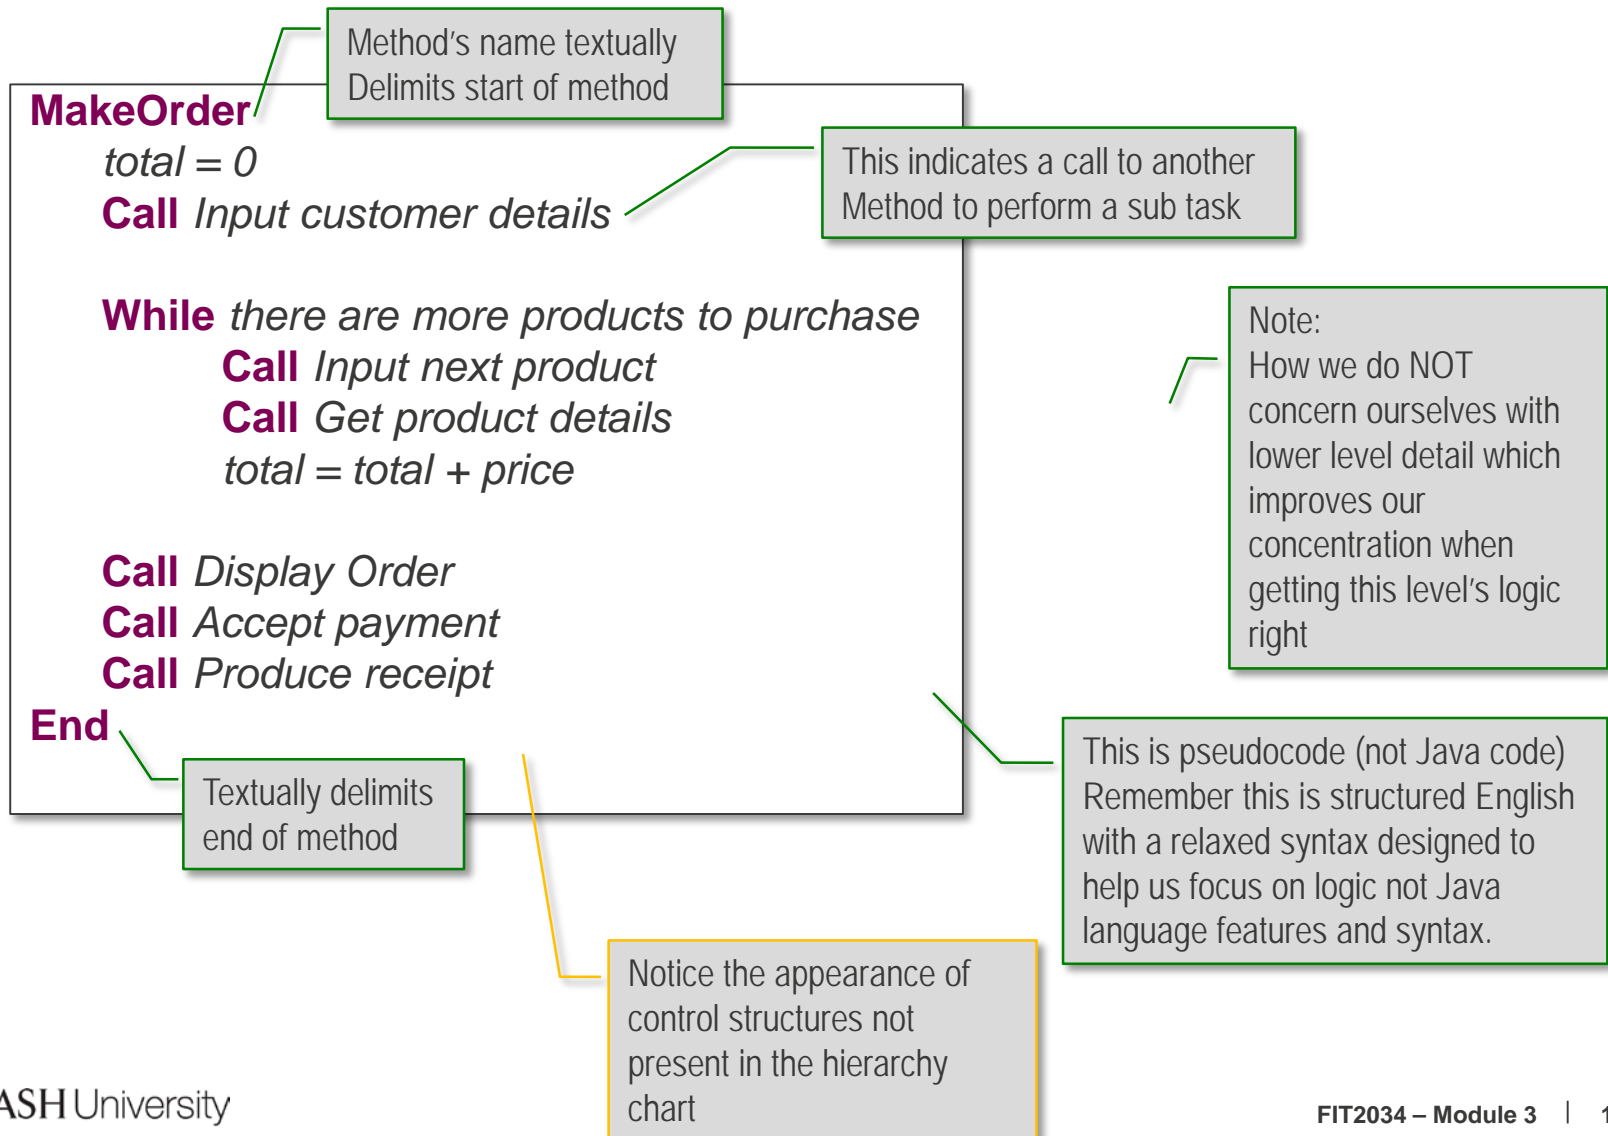 Method's name textually
Delimits start of method
MakeOrder
total = 0
Call Input customer details
This indicates a call to another
Method to perform a sub task
While there are more products to purchase
Call Input next product
Call Get product details
total = total + price
Call Display Order
Call Accept payment
Call Produce receipt
End
Note:
How we do NOT
concern ourselves with
lower level detail which
improves our
concentration when
getting this level's logic
right
Textually delimits
end of method
This is pseudocode (not Java code)
Remember this is structured English
with a relaxed syntax designed to
help us focus on logic not Java
language features and syntax.
Notice the appearance of
control structures not
present in the hierarchy
chart
ASH University
FIT2034 – Module 3 | 1